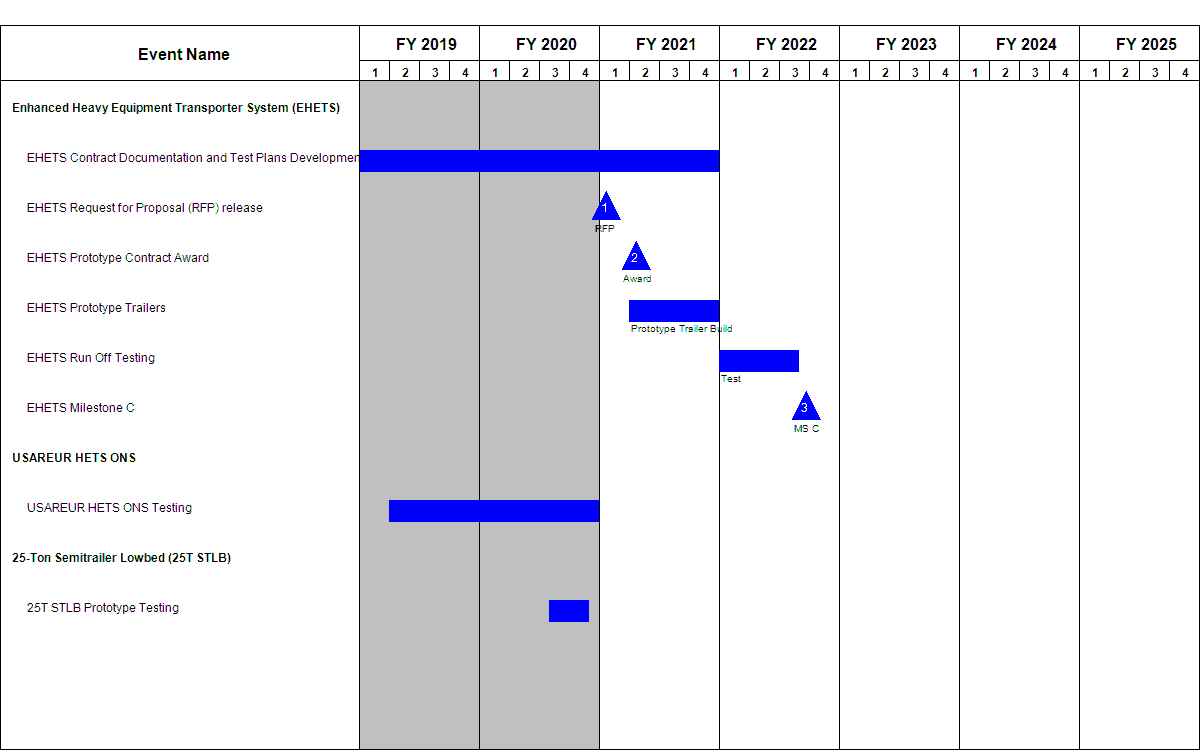 Event Name
FY 2019 FY 2020 FY 2021 FY 2022 FY 2023 FY 2024 FY 2025
1 2 3 4 1 2 3 4 1 2 3 4 1 2 3 4 1 2 3 4 1 2 3 4 1 2 3 4
Enhanced Heavy Equipment Transporter System (EHETS)
EHETS Contract Documentation and Test Plans Developmen
EHETS Request for Proposal (RFP) release
1
RFP
EHETS Prototype Contract Award
2
Award
EHETS Prototype Trailers
Prototype Trailer Build
EHETS Run Off Testing
Test
EHETS Milestone C
3
MS C
USAREUR HETS ONS
USAREUR HETS ONS Testing
25-Ton Semitrailer Lowbed (25T STLB)
25T STLB Prototype Testing